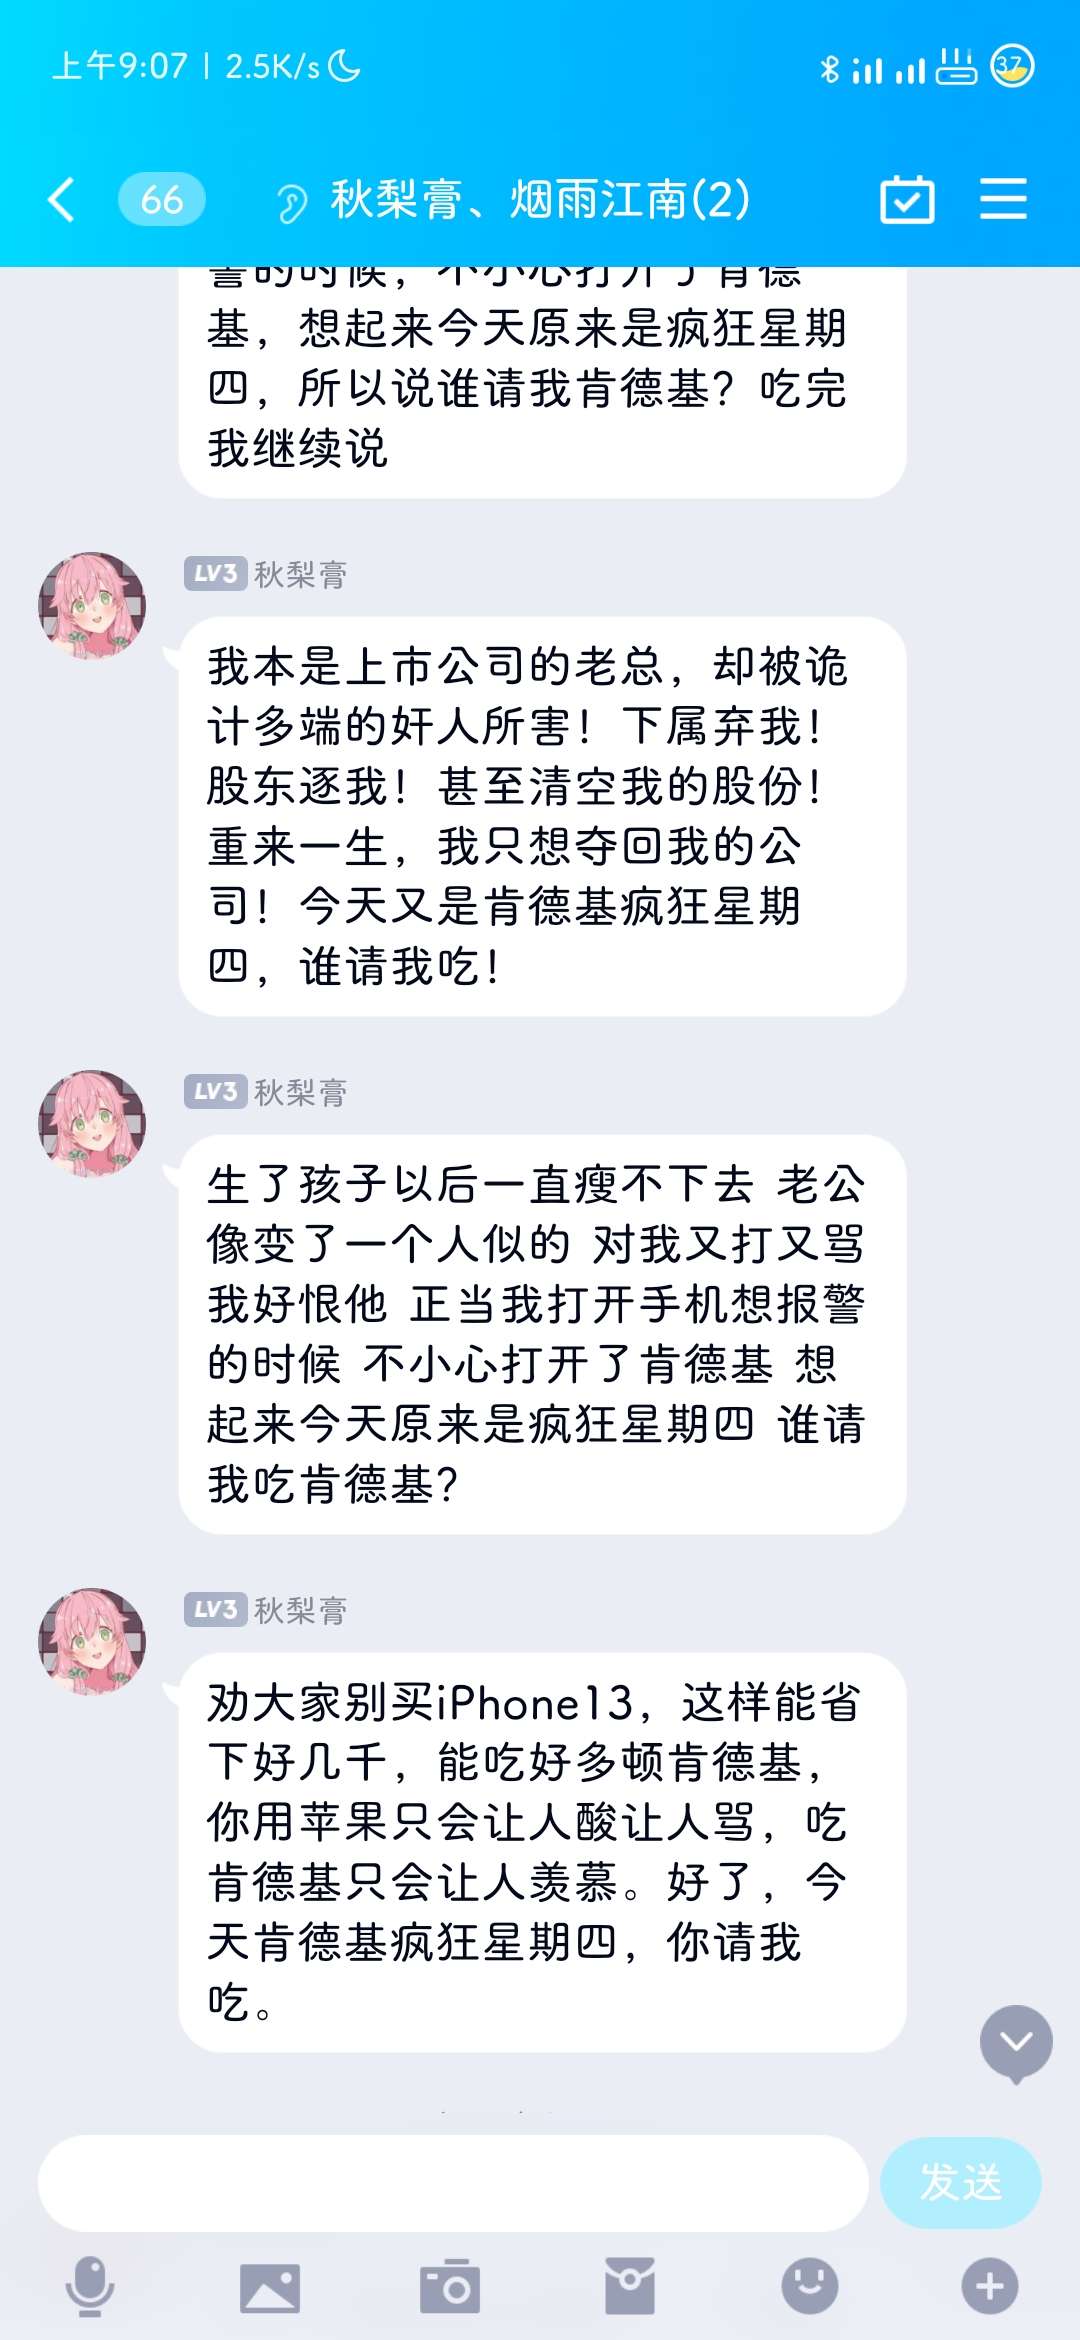 上午9:07 | 2.5K/s
37
66
秋梨膏、烟雨江南(2)
警的时候，不小心打开了肯德
基，想起来今天原来是疯狂星期
四，所以说谁请我肯德基？吃完
我继续说
LV3 秋梨膏
我本是上市公司的老总，却被诡
计多端的奸人所害！下属弃我！
股东逐我！甚至清空我的股份！
重来一生，我只想夺回我的公
司！今天又是肯德基疯狂星期
四，谁请我吃！
LV3 秋梨膏
生了孩子以后一直瘦不下去 老公
像变了一个人似的 对我又打又骂
我好恨他 正当我打开手机想报警
的时候 不小心打开了肯德基 想
起来今天原来是疯狂星期四 谁请
我吃肯德基？
LV3 秋梨膏
劝大家别买iPhone13，这样能省
下好几千，能吃好多顿肯德基，
你用苹果只会让人酸让人骂，吃
肯德基只会让人羡慕。好了，今
天肯德基疯狂星期四，你请我
吃。
发送